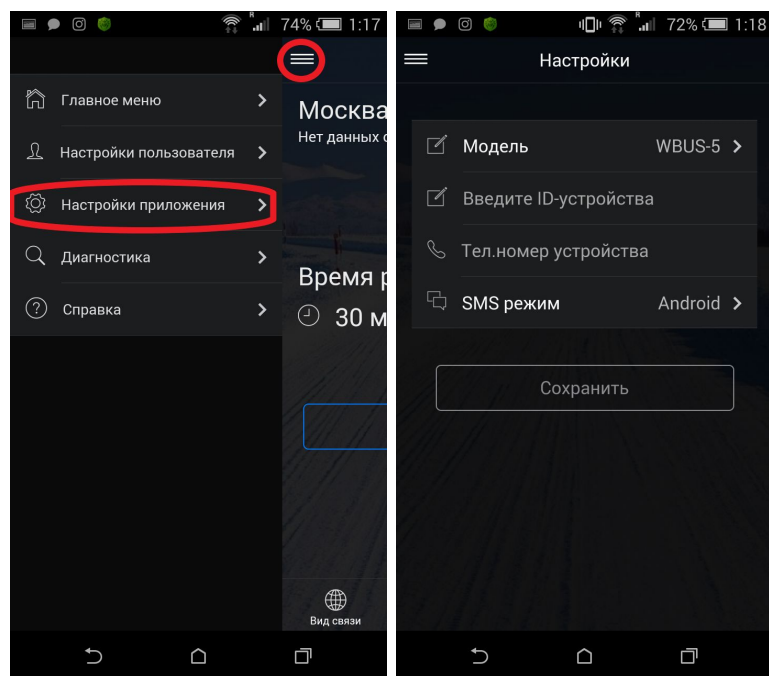 R
74% 1:17
Главное меню
Настройки пользователя
Настройки приложения
Диагностика
Справка
Москва
Нет данных с
Время р
30 м
Вид связи
R
72% 1:18
Настройки
Модель WBUS-5
Введите ID-устройства
Тел.номер устройства
SMS режим Android
Сохранить